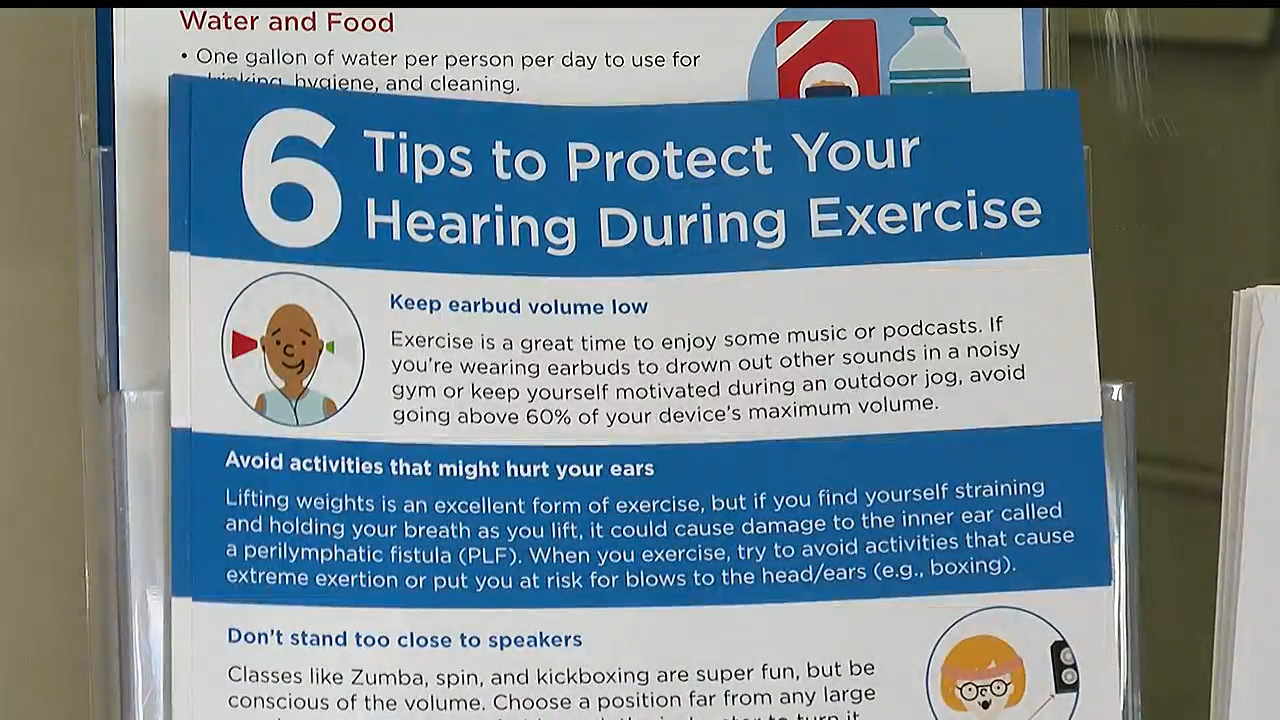 Water and Food
• One gallon of water per person per day to use for
drinking, hygiene, and cleaning.
6
Tips to Protect Your
Hearing During Exercise
Keep earbud volume low
Exercise is a great time to enjoy some music or podcasts. If
you're wearing earbuds to drown out other sounds in a noisy
gym or keep yourself motivated during an outdoor jog, avoid
going above 60% of your device's maximum volume.
Avoid activities that might hurt your ears
Lifting weights is an excellent form of exercise, but if you find yourself straining
and holding your breath as you lift, it could cause damage to the inner ear called
a perilymphatic fistula (PLF). When you exercise, try to avoid activities that cause
extreme exertion or put you at risk for blows to the head/ears (e.g., boxing).
Don't stand too close to speakers
Classes like Zumba, spin, and kickboxing are super fun, but be
conscious of the volume. Choose a position far from any large